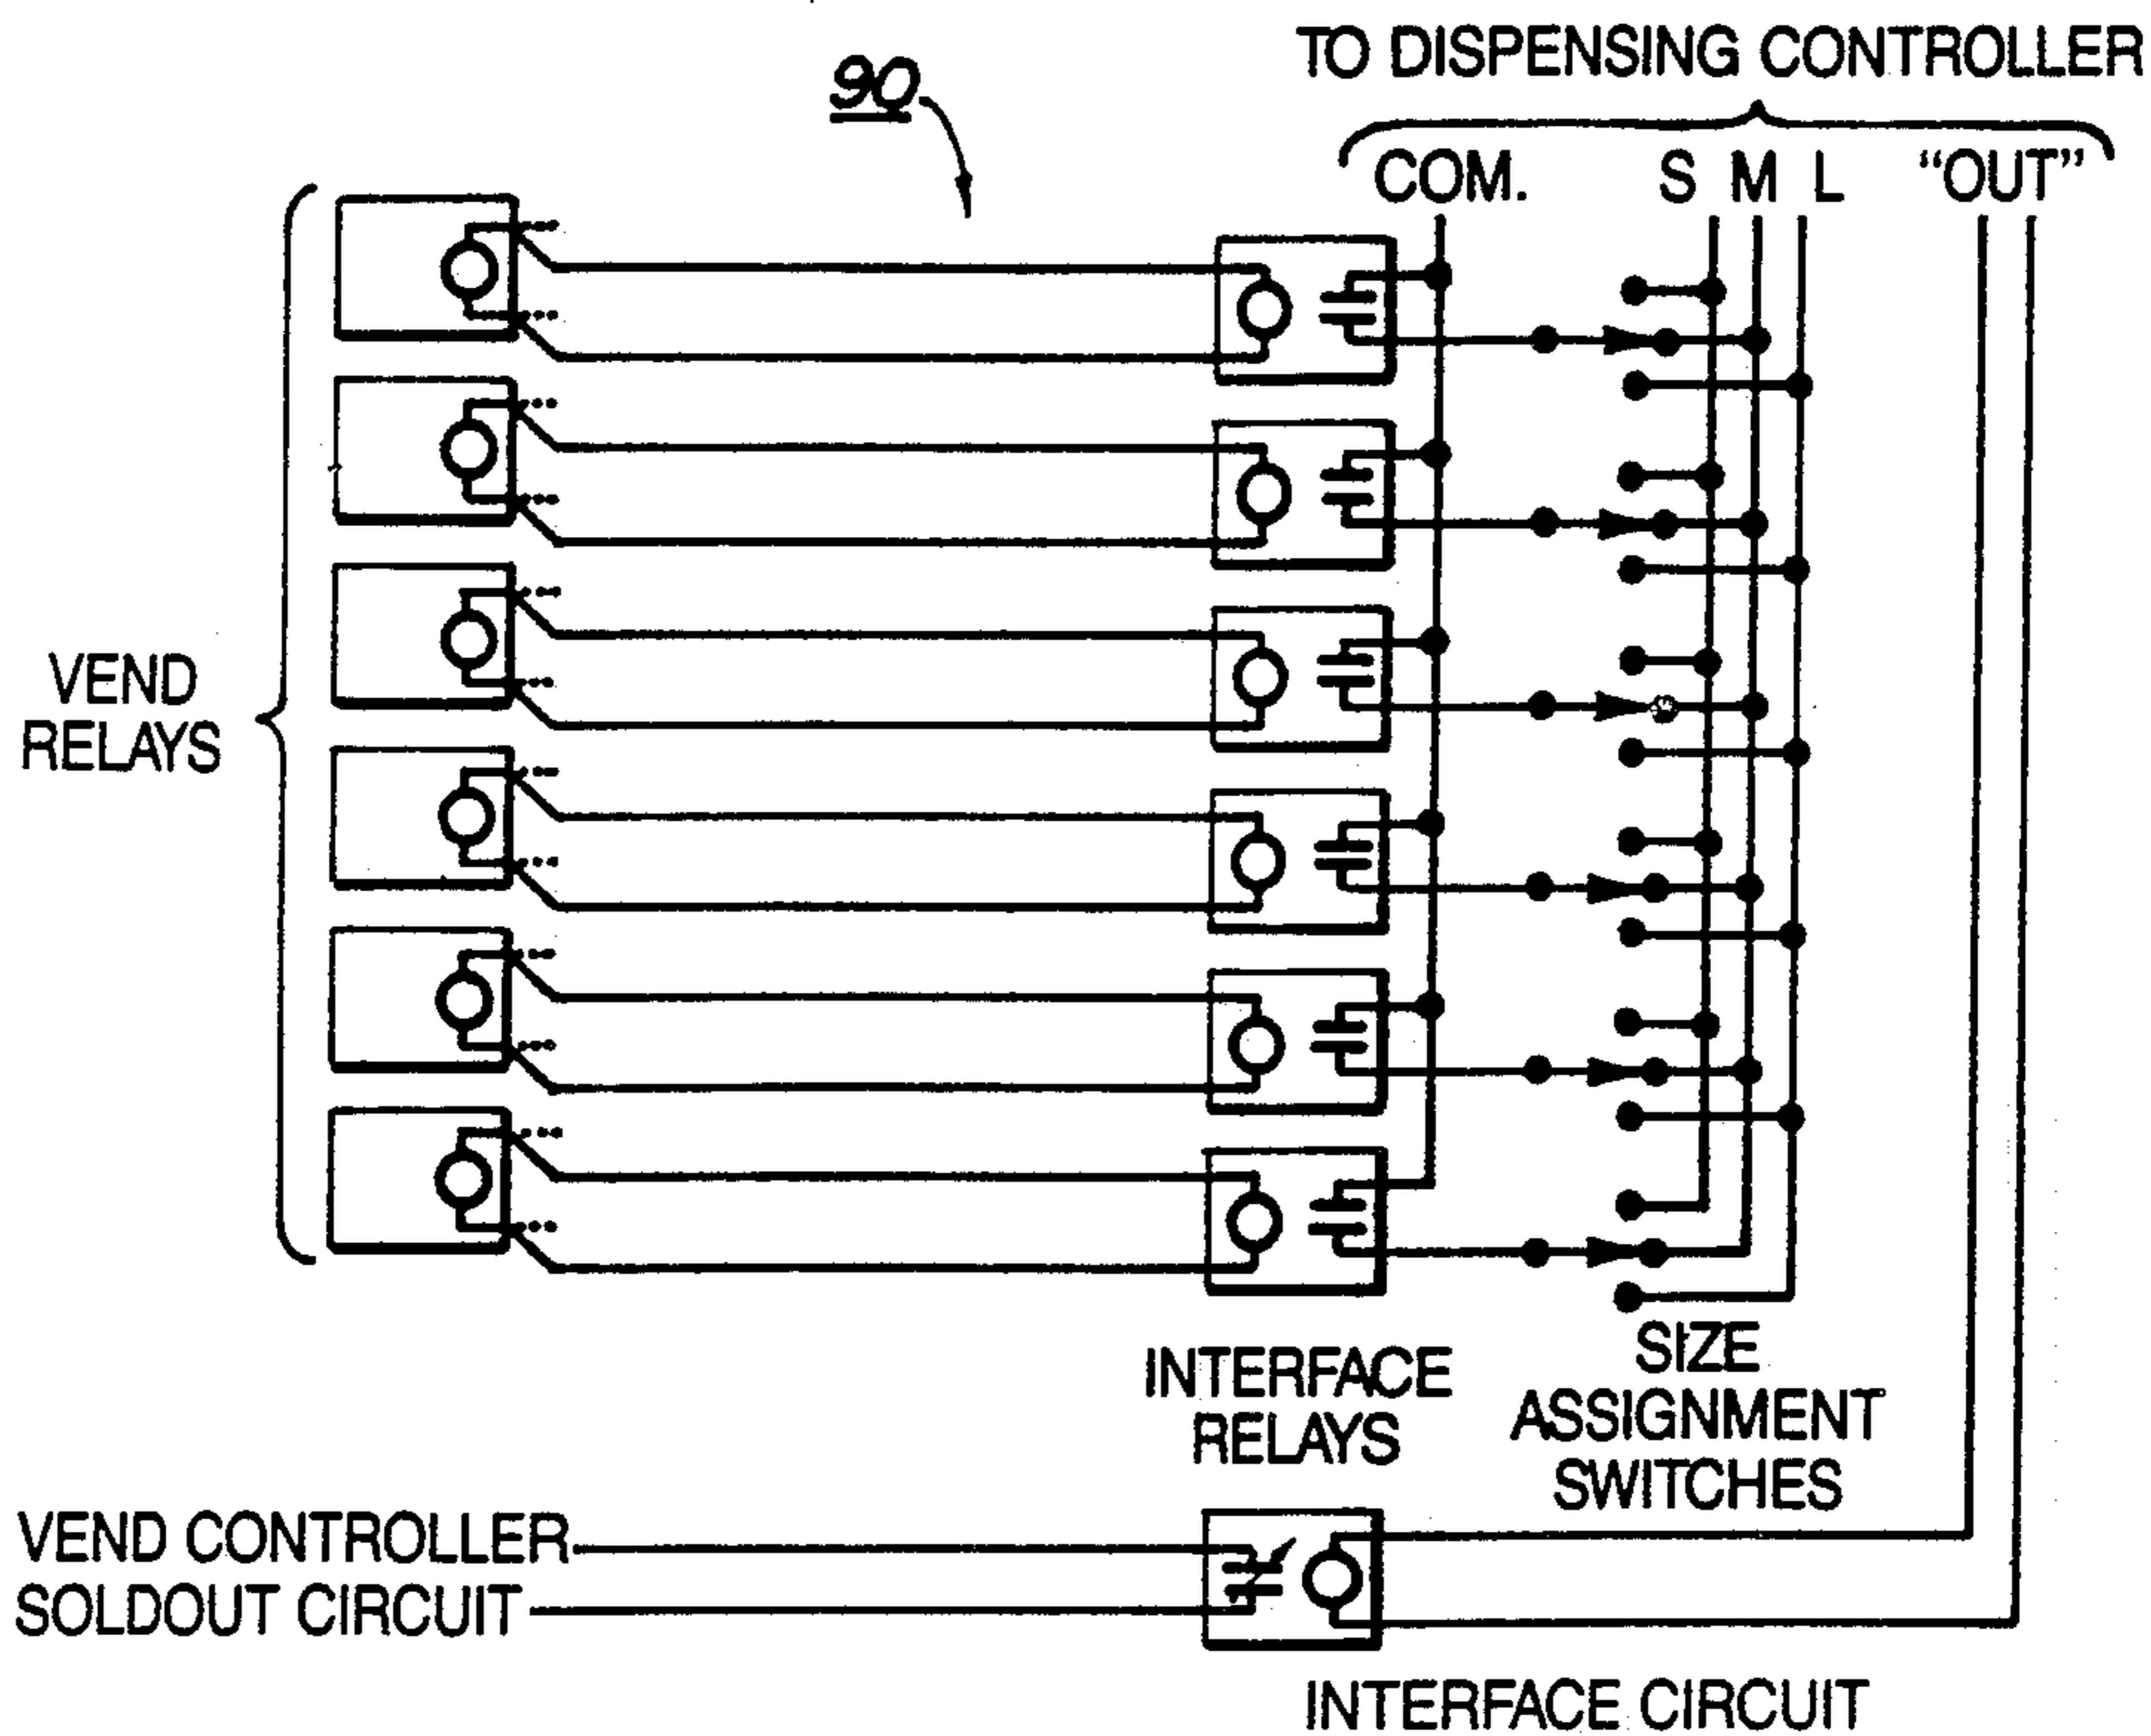 TO DISPENSING CONTROLLER
90
COM. S M L “OUT”
VEND
RELAYS
INTERFACE
RELAYS
SIZE
ASSIGNMENT
SWITCHES
VEND CONTROLLER
SOLDOUT CIRCUIT
INTERFACE CIRCUIT